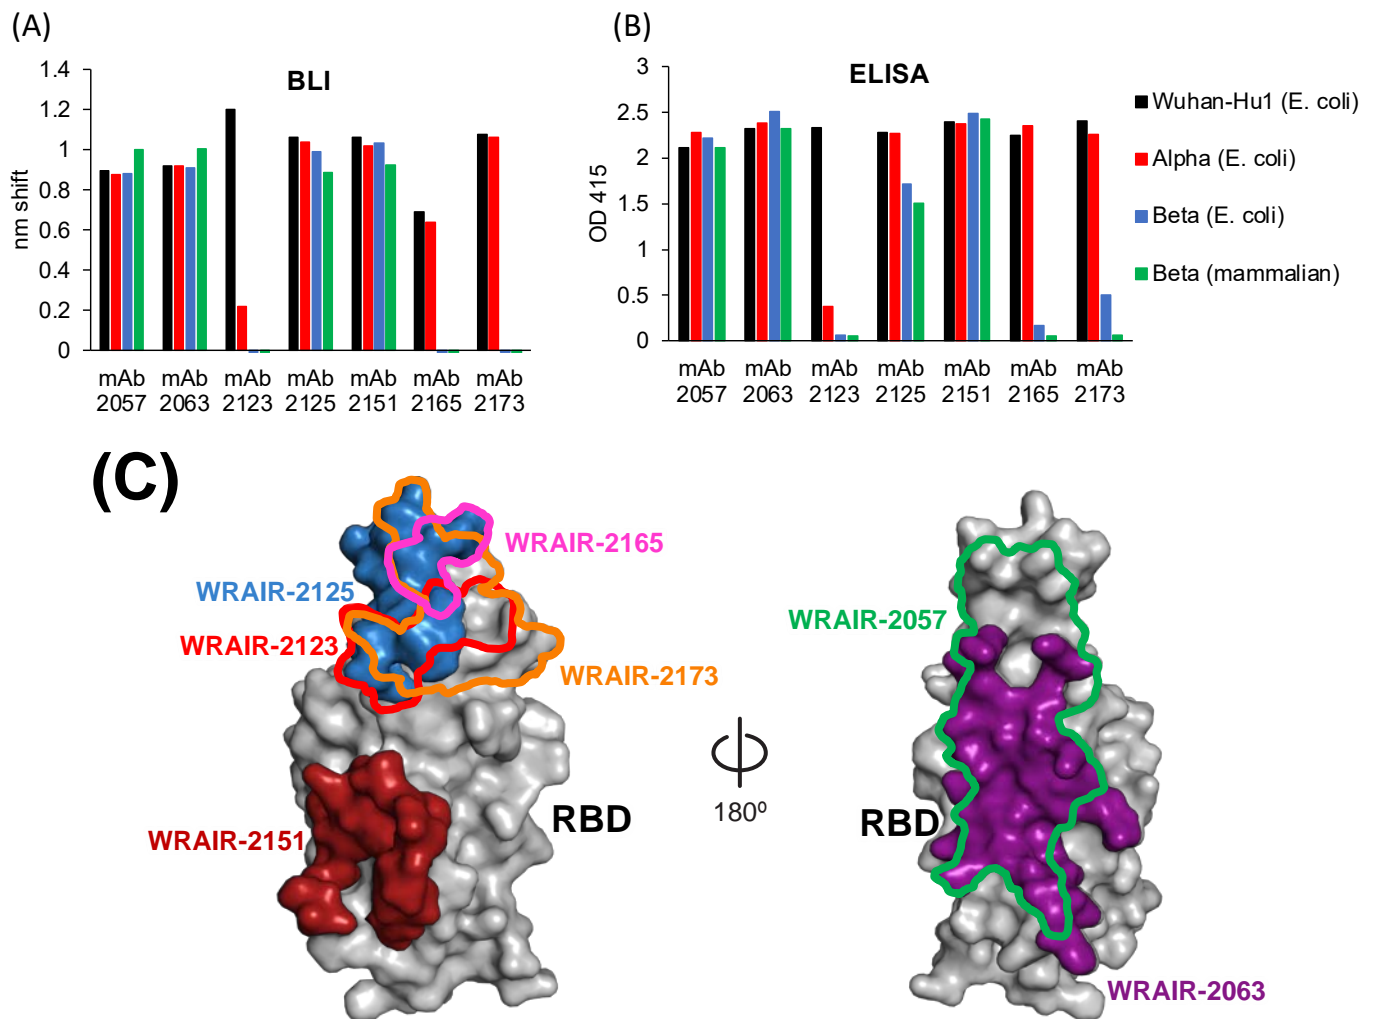 (A)
BLI
nm shift
1.4
1.2
1
0.8
0.6
0.4
0.2
0
mAb 2057
mAb 2063
mAb 2123
mAb 2125
mAb 2151
mAb 2165
mAb 2173
(B)
ELISA
OD 415
3
2.5
2
1.5
1
0.5
0
mAb 2057
mAb 2063
mAb 2123
mAb 2125
mAb 2151
mAb 2165
mAb 2173
Wuhan-Hu1 (E. coli)
Alpha (E. coli)
Beta (E. coli)
Beta (mammalian)
(C)
WRAIR-2165
WRAIR-2125
WRAIR-2123
WRAIR-2173
WRAIR-2151
RBD
180⁰
WRAIR-2057
RBD
WRAIR-2063